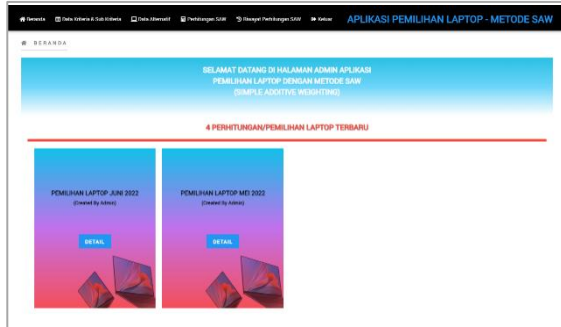 Beranda Data Kriteria & Sub Kriteria Data Alternatif Perhitungan SAW Riwayat Perhitungan SAW Keluar APLIKASI PEMILIHAN LAPTOP - METODE SAW
BERANDA
SELAMAT DATANG DI HALAMAN ADMIN APLIKASI
PEMILIHAN LAPTOP DENGAN METODE SAW
(SIMPLE ADDITIVE WEIGHTING)
4 PERHITUNGAN/PEMILIHAN LAPTOP TERBARU
PEMILIHAN LAPTOP JUNI 2022
(Created By Admin)
DETAIL
PEMILIHAN LAPTOP MEI 2022
(Created By Admin)
DETAIL